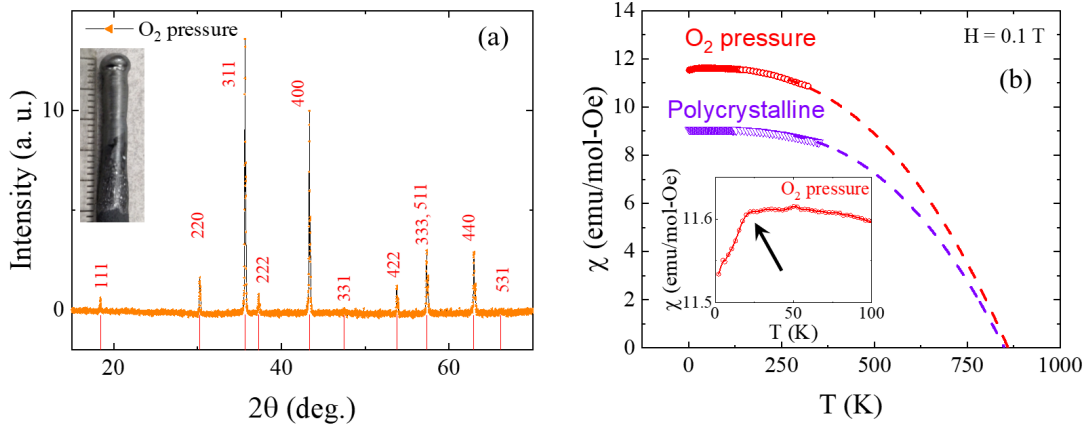 O₂ pressure
(a)
Intensity (a. u.)
10
0
111
220
311
222
400
331
422
333, 511
440
531
20
40
60
2θ (deg.)
(b)
H = 0.1 T
O₂ pressure
Polycrystalline
χ (emu/mol-Oe)
14
12
10
8
6
4
2
0
0
250
500
750
1000
T (K)
O₂ pressure
χ (emu/mol-Oe)
11.6
11.5
0
50
100
T (K)